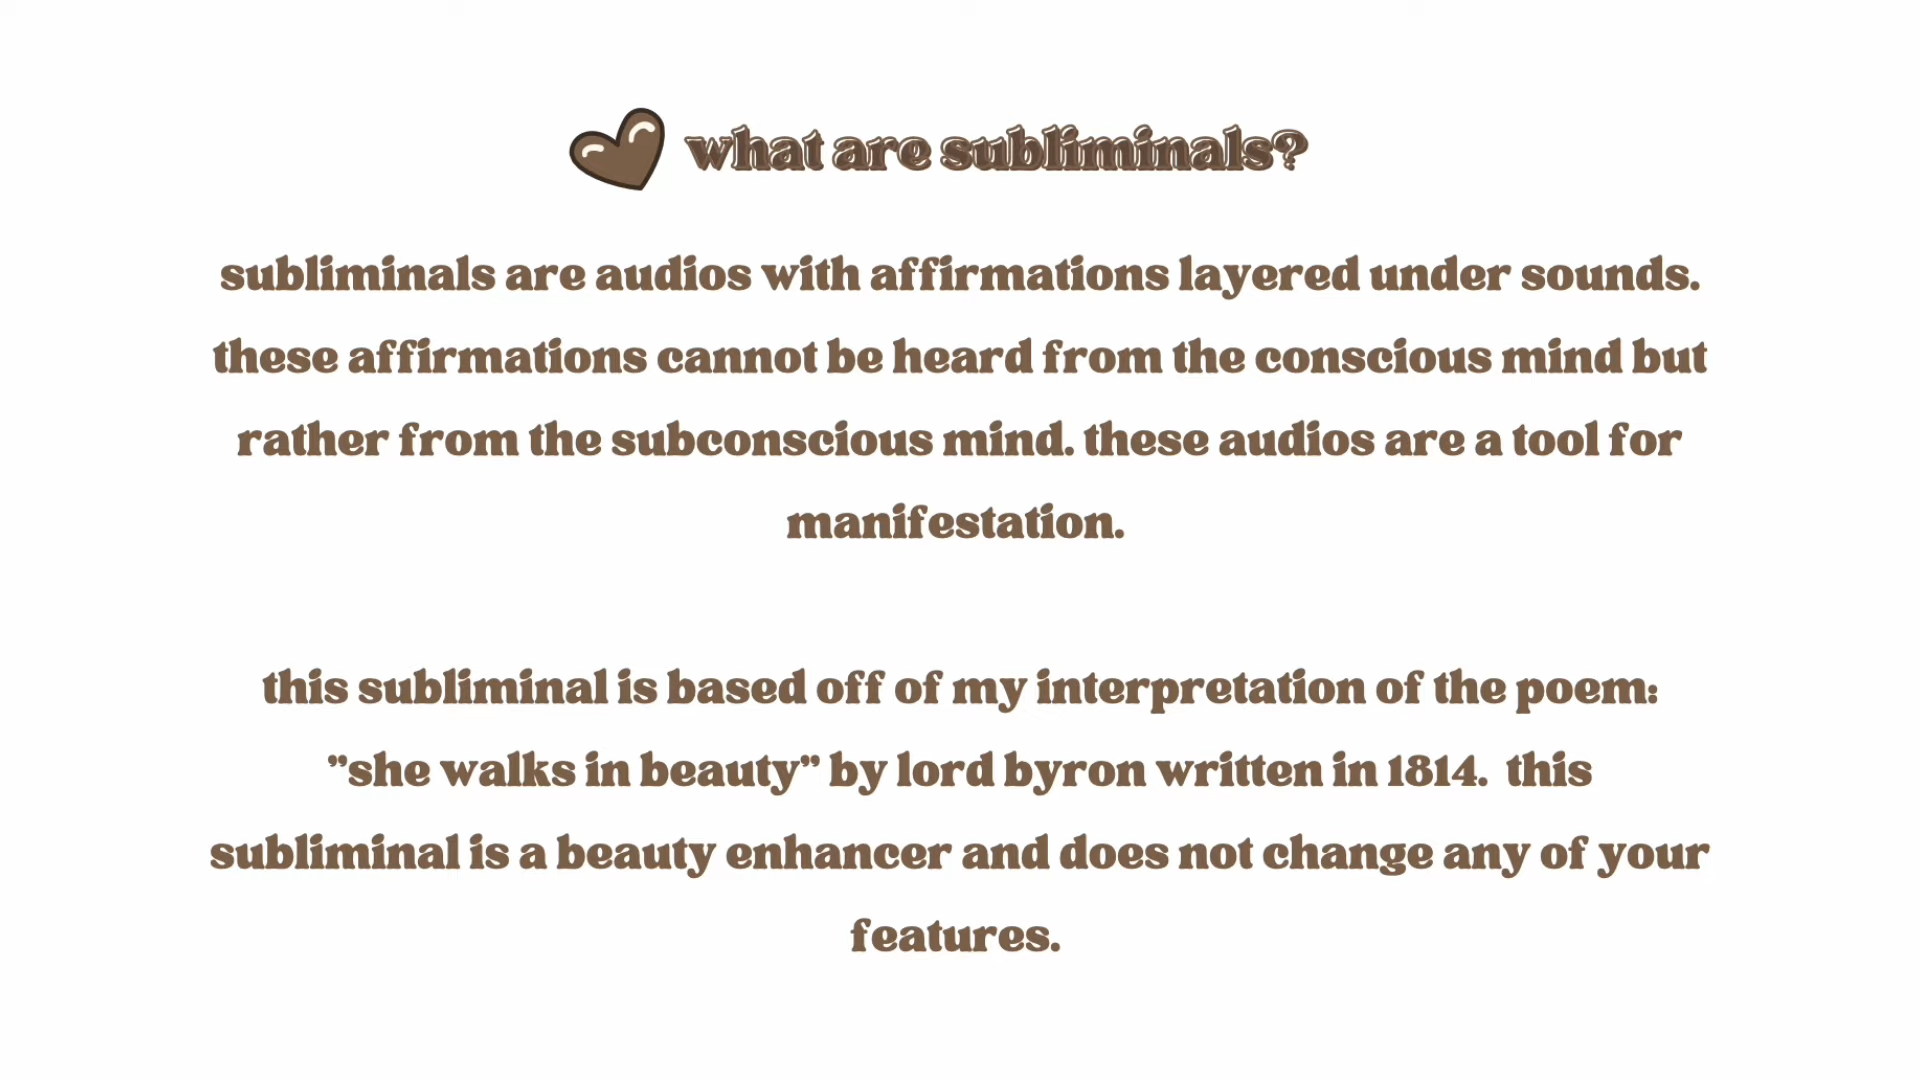 what are subliminals?
subliminals are audios with affirmations layered under sounds.
these affirmations cannot be heard from the conscious mind but
rather from the subconscious mind. these audios are a tool for
manifestation.
this subliminal is based off of my interpretation of the poem:
"she walks in beauty" by lord byron written in 1814.  this
subliminal is a beauty enhancer and does not change any of your
features.